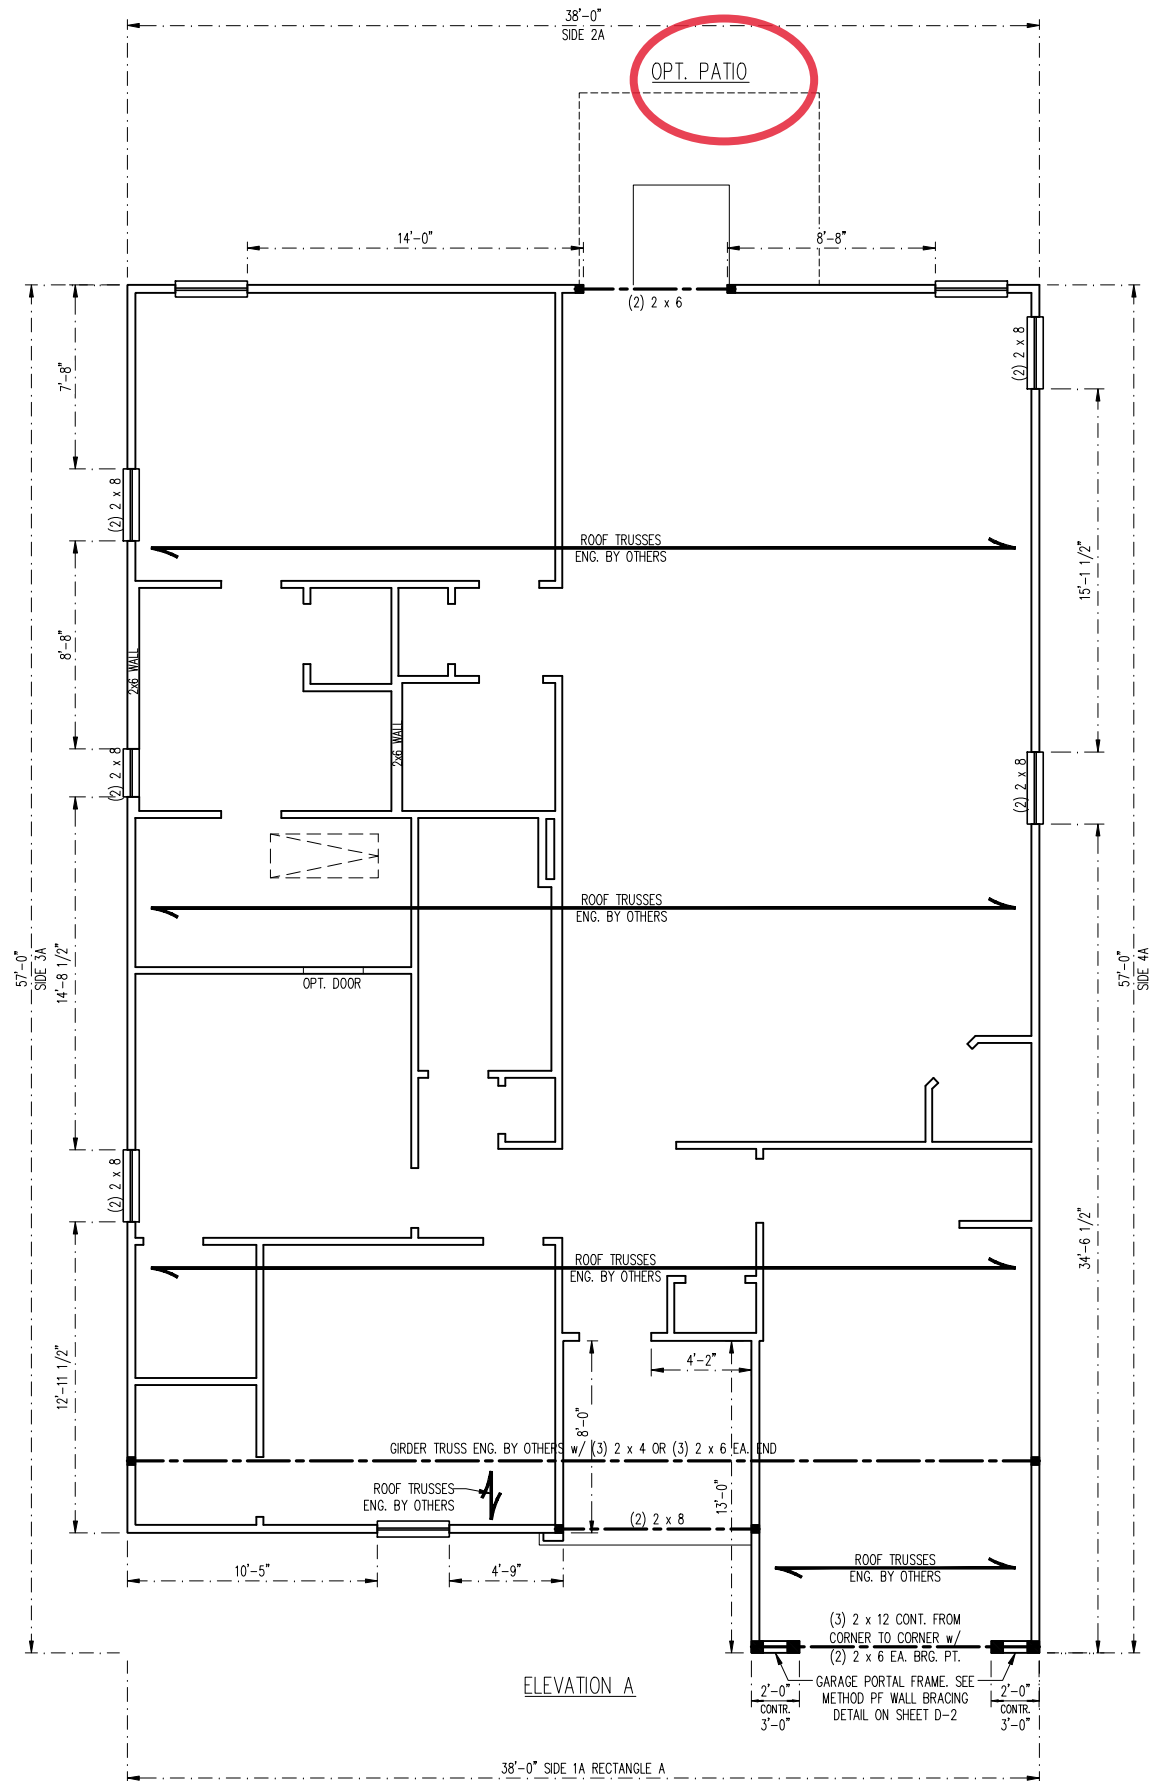 38'-0"
SIDE 2A
OPT. PATIO
14'-0"
8'-8"
(2) 2 x 6
7'-8"
(2) 2 x 8
(2) 2 x 8
ROOF TRUSSES
ENG. BY OTHERS
15'-1 1/2"
8'-8"
2x6 WALL
2x6 WALL
(2) 2 x 8
(2) 2 x 8
ROOF TRUSSES
ENG. BY OTHERS
57'-0"
SIDE 3A
14'-8 1/2"
OPT. DOOR
57'-0"
SIDE 4A
(2) 2 x 8
34'-6 1/2"
ROOF TRUSSES
ENG. BY OTHERS
12'-11 1/2"
4'-2"
8'-0"
GIRDER TRUSS ENG. BY OTHERS w/ (3) 2 x 4 OR (3) 2 x 6 EA. END
13'-0"
ROOF TRUSSES
ENG. BY OTHERS
(2) 2 x 8
10'-5"
4'-9"
ROOF TRUSSES
ENG. BY OTHERS
(3) 2 x 12 CONT. FROM
CORNER TO CORNER w/
(2) 2 x 6 EA. BRG. PT.
ELEVATION A
GARAGE PORTAL FRAME. SEE
METHOD PF WALL BRACING
DETAIL ON SHEET D-2
2'-0"
CONTR.
3'-0"
2'-0"
CONTR.
3'-0"
38'-0" SIDE 1A RECTANGLE A